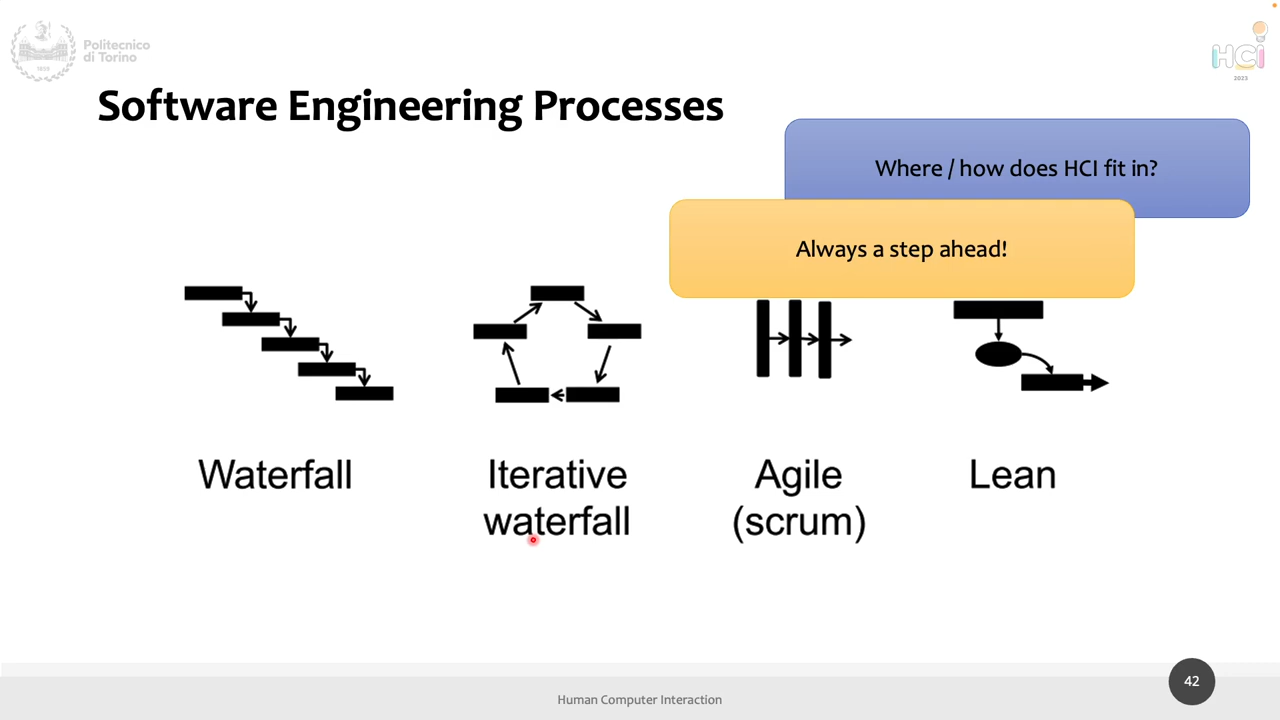 Politecnico
di Torino
1859
HCI
2023
Software Engineering Processes
Where / how does HCI fit in?
Always a step ahead!
Waterfall
Iterative
waterfall
Agile
(scrum)
Lean
42
Human Computer Interaction